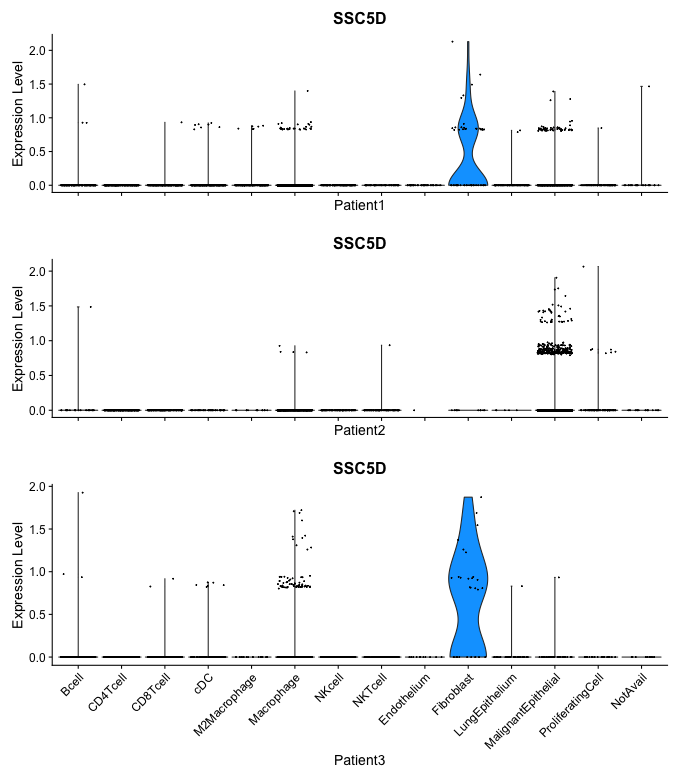 SSC5D
Expression Level
2.0
1.5
1.0
0.5
0.0
Patient1
SSC5D
Expression Level
2.0
1.5
1.0
0.5
0.0
Patient2
SSC5D
Expression Level
2.0
1.5
1.0
0.5
0.0
Bcell
CD4Tcell
CD8Tcell
cDC
M2Macrophage
Macrophage
NKcell
NKTcell
Endothelium
Fibroblast
LungEpithelium
MalignantEpithelial
ProliferatingCell
NotAvail
Patient3